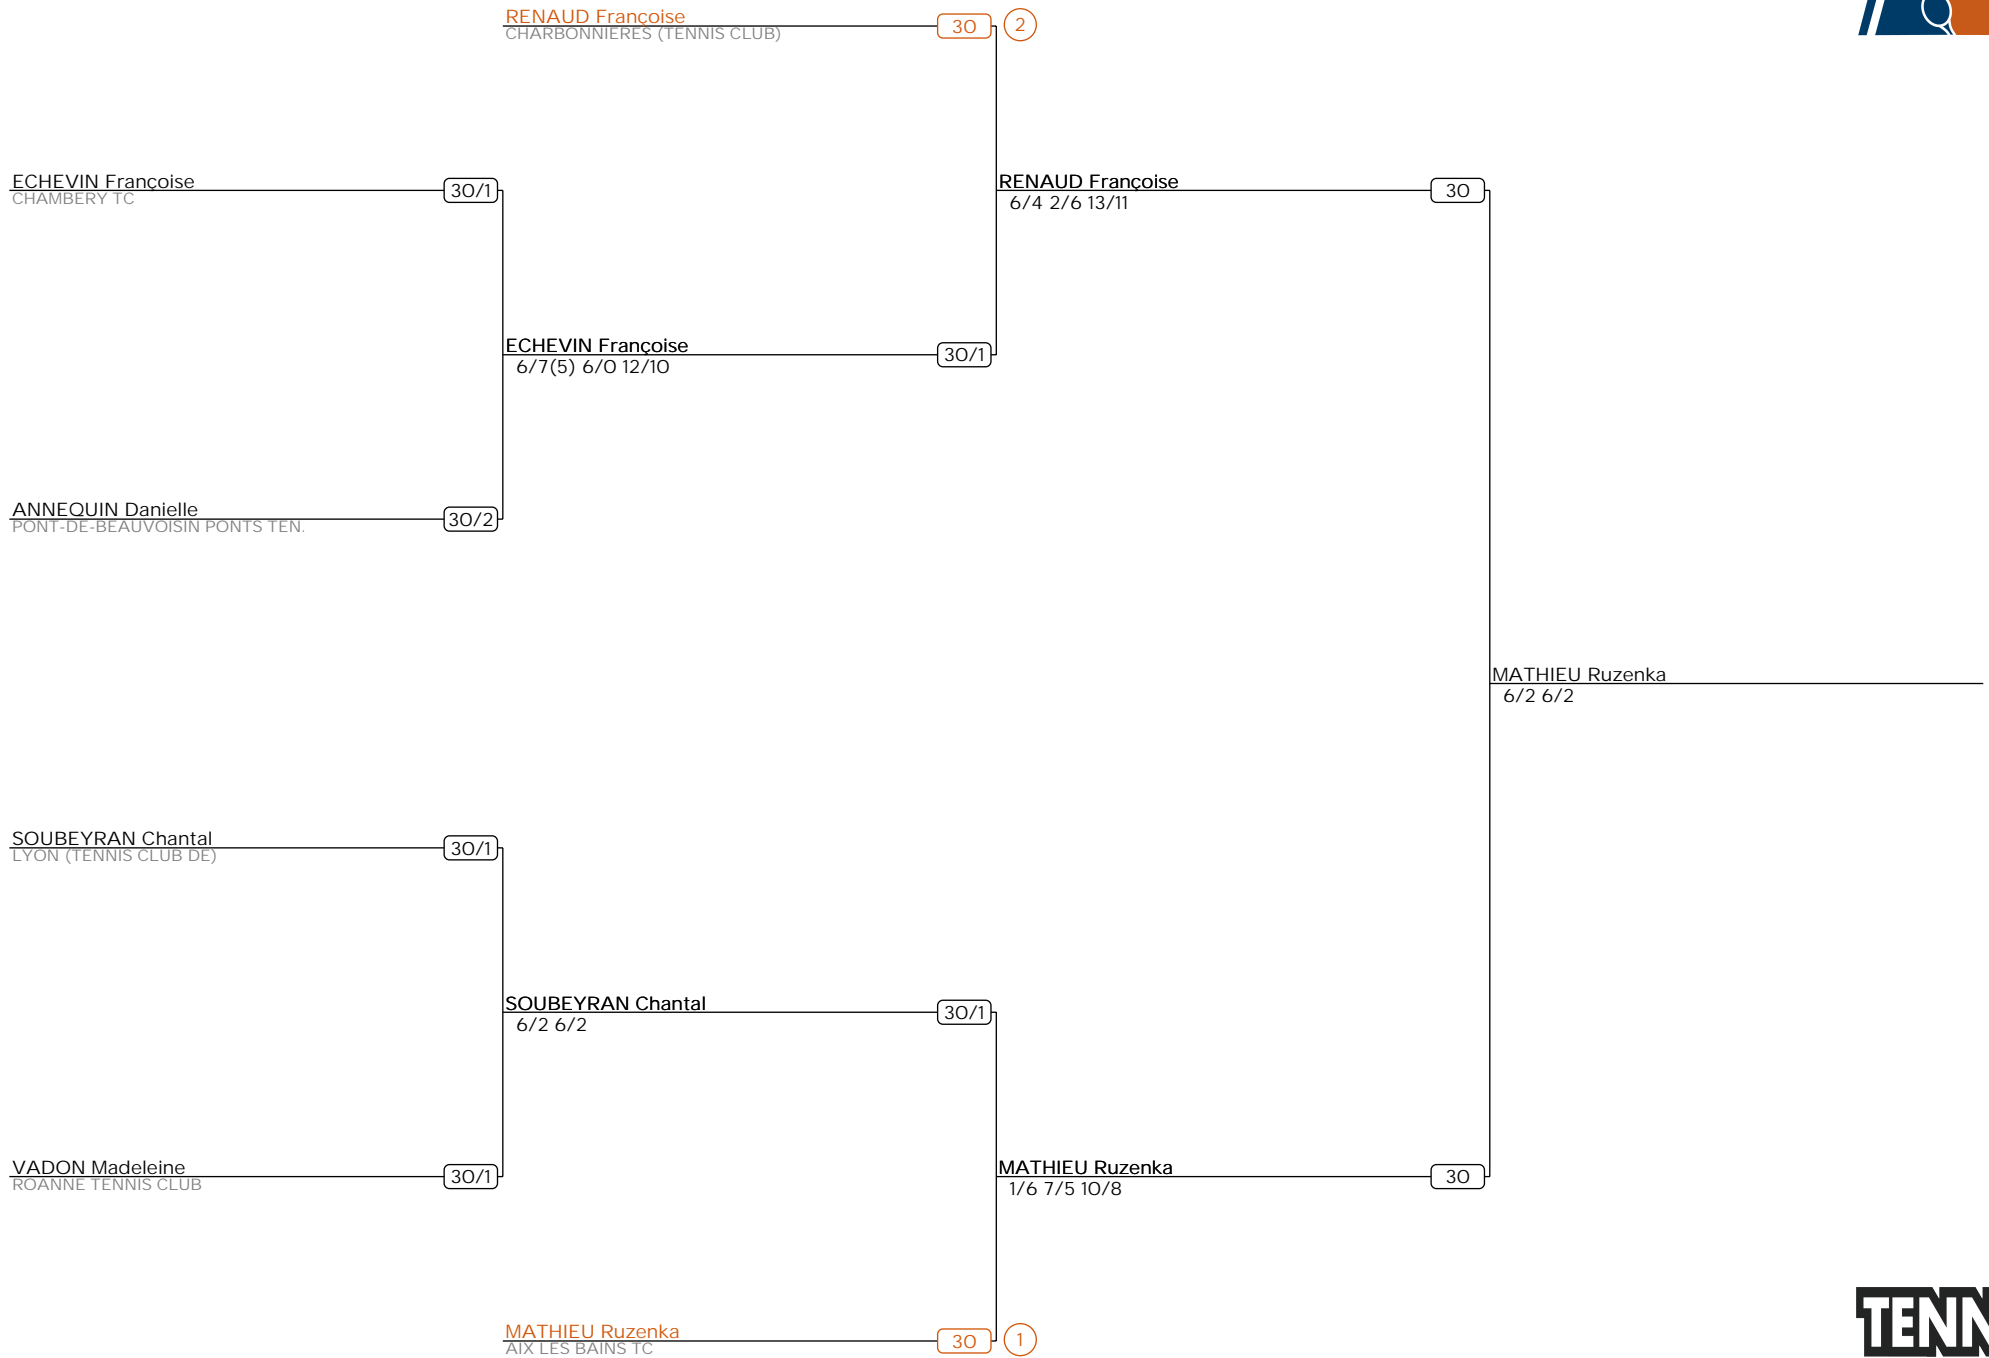 RENAUD Françoise
30
2
CHARBONNIERES (TENNIS CLUB)
ECHEVIN Françoise
30/1
CHAMBERY TC
RENAUD Françoise
30
6/4 2/6 13/11
ECHEVIN Françoise
30/1
6/7(5) 6/0 12/10
ANNEQUIN Danielle
30/2
PONT-DE-BEAUVOISIN PONTS TEN.
MATHIEU Ruzenka
6/2 6/2
SOUBEYRAN Chantal
30/1
LYON (TENNIS CLUB DE)
SOUBEYRAN Chantal
30/1
6/2 6/2
VADON Madeleine
30/1
ROANNE TENNIS CLUB
MATHIEU Ruzenka
30
1/6 7/5 10/8
MATHIEU Ruzenka
30
1
AIX LES BAINS TC
TENN